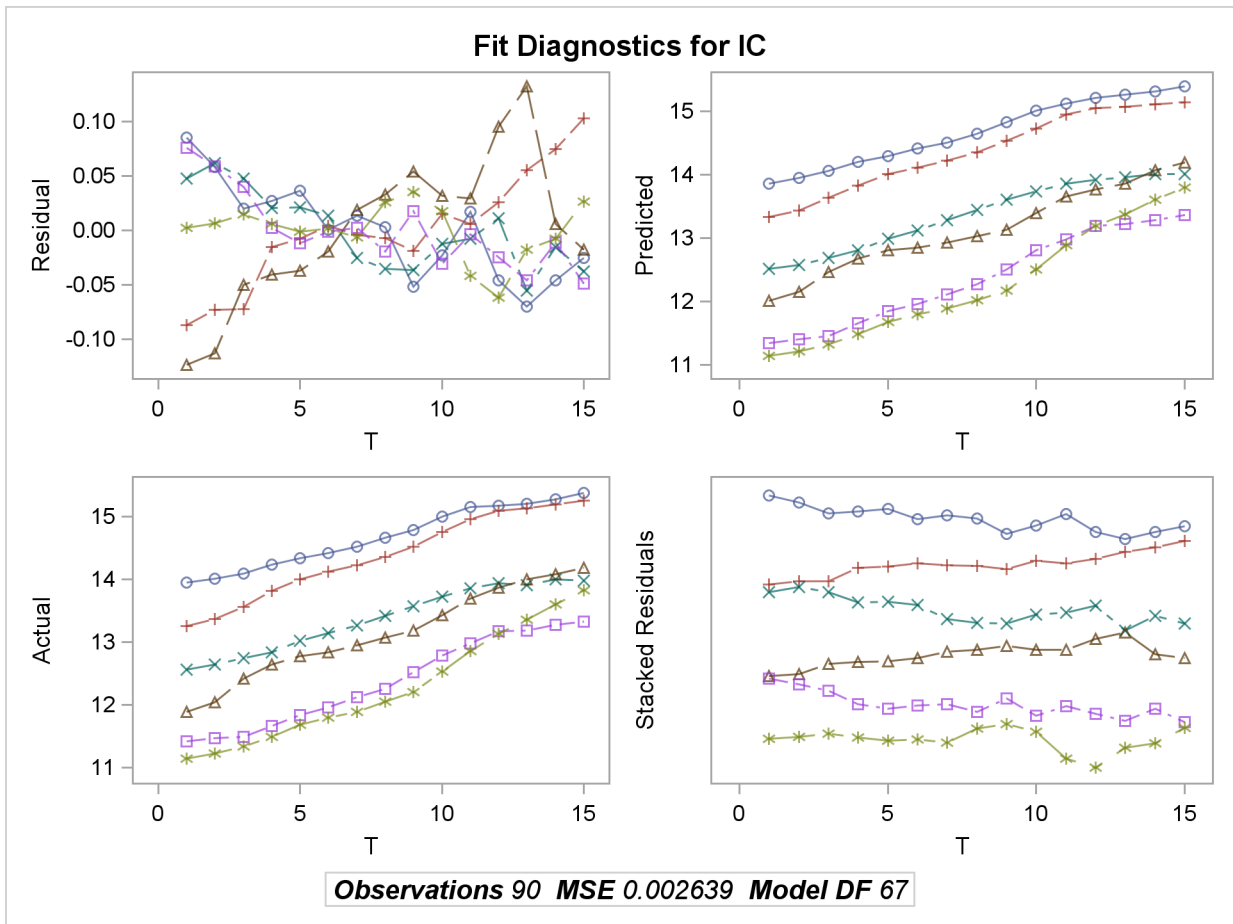 Fit Diagnostics for IC
0.10
0.05
0.00
-0.05
-0.10
Residual
0 5 10 15
T
15
14
13
12
11
Predicted
0 5 10 15
T
15
14
13
12
11
Actual
0 5 10 15
T
Stacked Residuals
0 5 10 15
T
Observations 90 MSE 0.002639 Model DF 67